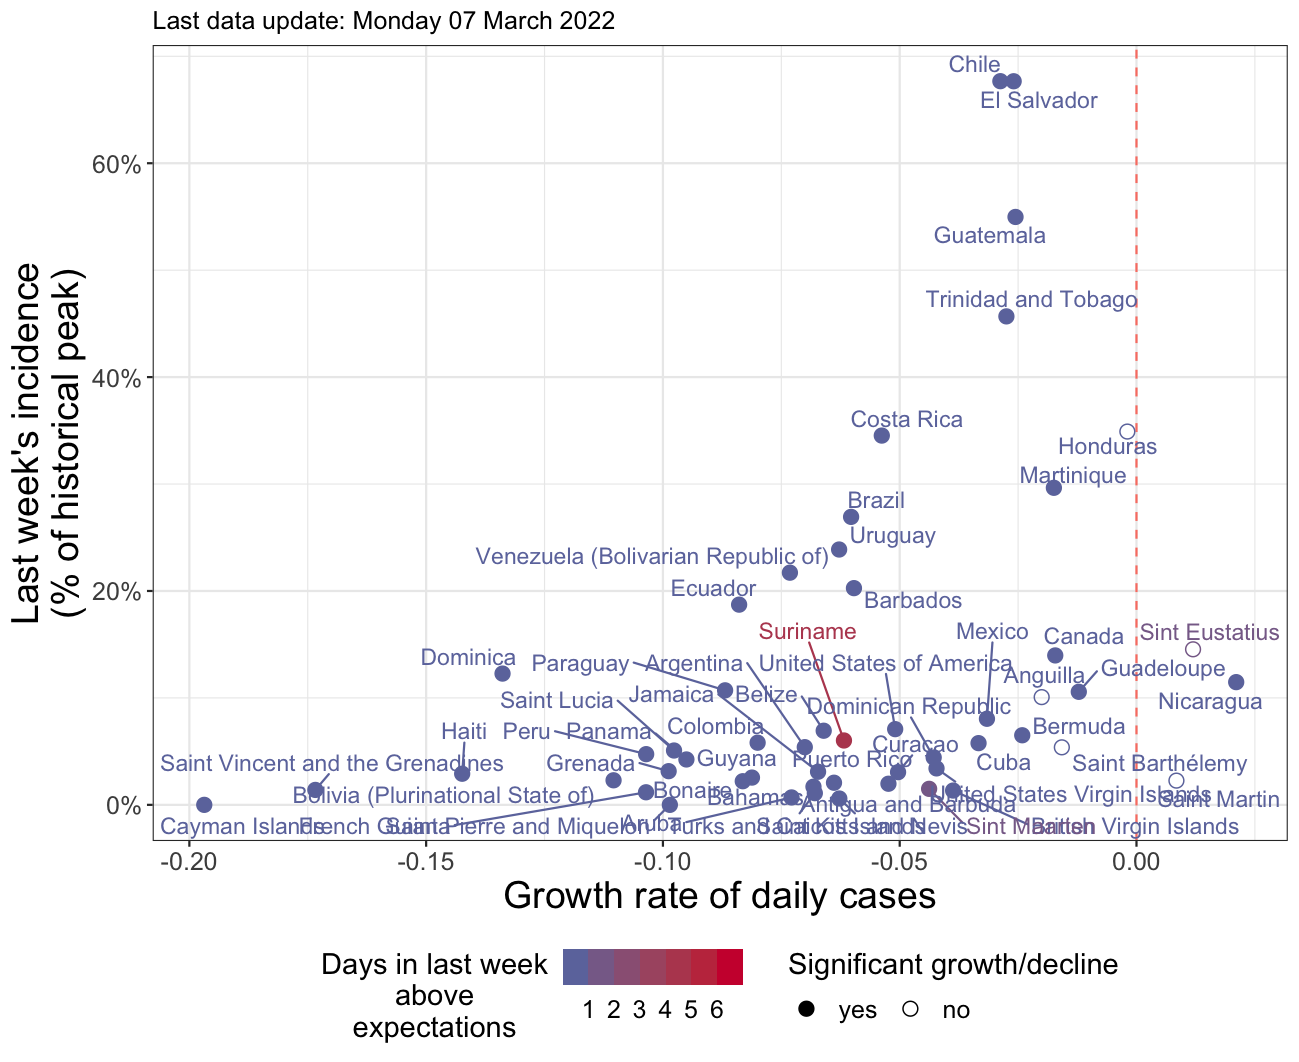 Last data update: Monday 07 March 2022
Last week's incidence
(% of historical peak)
60%
40%
20%
0%
Chile
El Salvador
Guatemala
Trinidad and Tobago
Costa Rica
Honduras
Martinique
Brazil
Uruguay
Venezuela (Bolivarian Republic of)
Ecuador
Barbados
Suriname
Mexico
Canada
Sint Eustatius
Dominica
Paraguay
Argentina
United States of America
Anguilla
Guadeloupe
Saint Lucia
Jamaica
Belize
Nicaragua
Dominican Republic
Haiti
Peru
Panama
Colombia
Bermuda
Curacao
Saint Vincent and the Grenadines
Grenada
Guyana
Puerto Rico
Cuba
Saint Barthélemy
Bolivia (Plurinational State of)
Bonaire
Bahamas
Antigua and Barbuda
United States Virgin Islands
Saint Martin
Cayman Islands
French Guiana
Saint Pierre and Miquelon
Aruba
Turks and Caicos Islands
Saint Kitts and Nevis
Sint Maarten
British Virgin Islands
-0.20
-0.15
-0.10
-0.05
0.00
Growth rate of daily cases
Days in last week
above
expectations
1 2 3 4 5 6
Significant growth/decline
yes
no